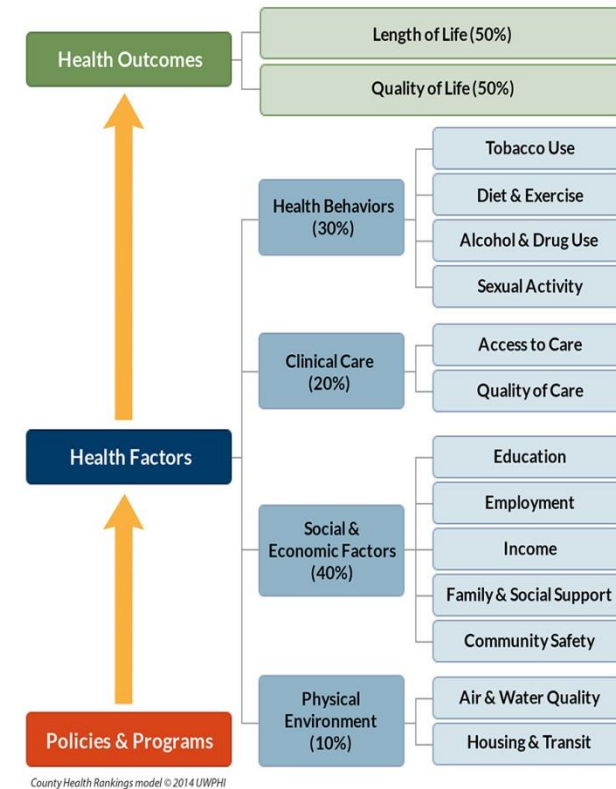 Health Outcomes
Length of Life (50%)
Quality of Life (50%)
Health Factors
Health Behaviors
(30%)
Tobacco Use
Diet & Exercise
Alcohol & Drug Use
Sexual Activity
Clinical Care
(20%)
Access to Care
Quality of Care
Social &
Economic Factors
(40%)
Education
Employment
Income
Family & Social Support
Community Safety
Physical
Environment
(10%)
Air & Water Quality
Housing & Transit
Policies & Programs
County Health Rankings model © 2014 UWPHI